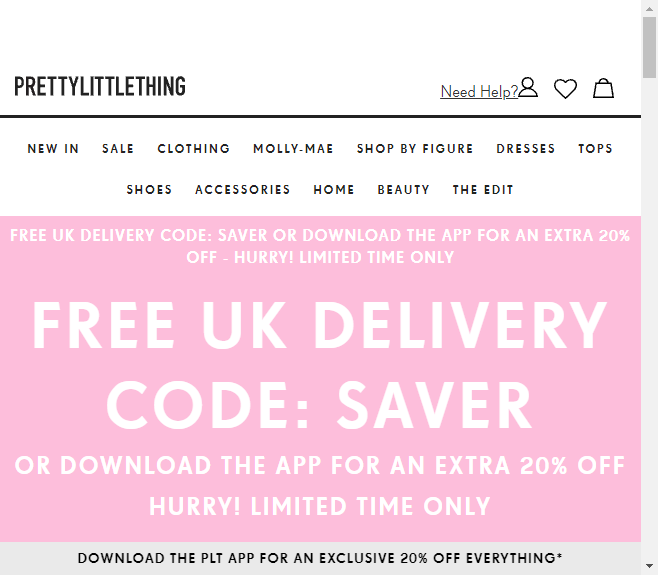 PRETTYLITTLETHING
Need Help?
NEW IN SALE CLOTHING MOLLY-MAE SHOP BY FIGURE DRESSES TOPS
SHOES ACCESSORIES HOME BEAUTY THE EDIT
FREE UK DELIVERY CODE: SAVER OR DOWNLOAD THE APP FOR AN EXTRA 20%
OFF - HURRY! LIMITED TIME ONLY
FREE UK DELIVERY
CODE: SAVER
OR DOWNLOAD THE APP FOR AN EXTRA 20% OFF
HURRY! LIMITED TIME ONLY
DOWNLOAD THE PLT APP FOR AN EXCLUSIVE 20% OFF EVERYTHING*